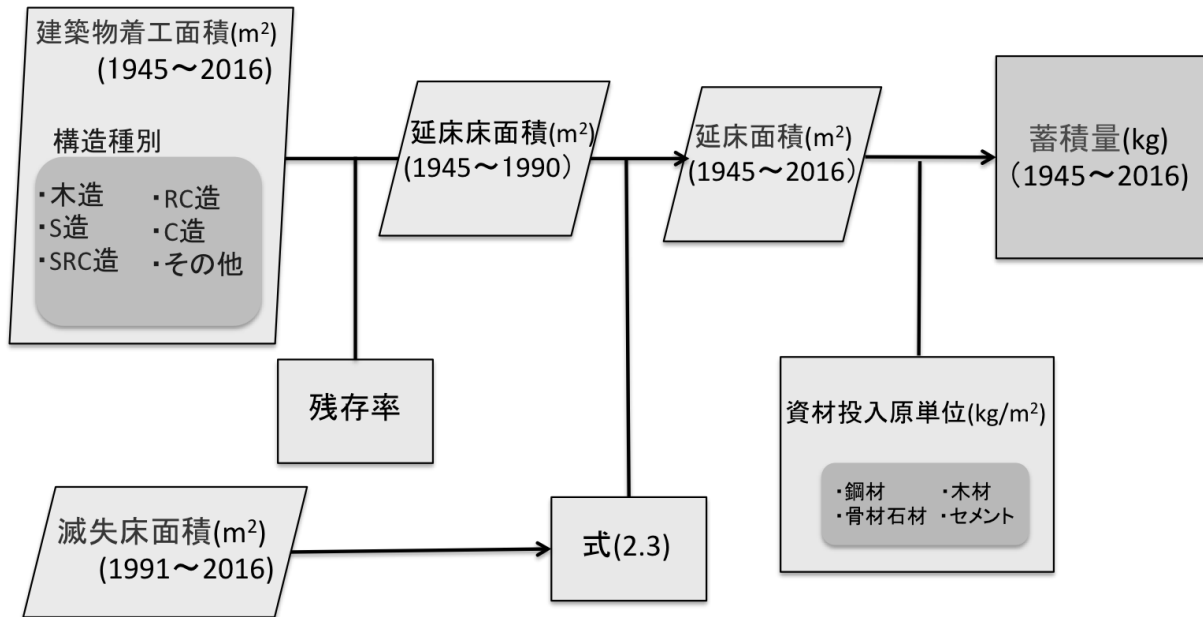 建築物着工面積(m²)
(1945～2016)
構造種別
・木造 ・RC造
・S造 ・C造
・SRC造 ・その他
延床床面積(m²)
(1945～1990)
延床面積(m²)
(1945～2016)
蓄積量(kg)
(1945～2016)
残存率
資材投入原単位(kg/m²)
・鋼材 ・木材
・骨材石材 ・セメント
滅失床面積(m²)
(1991～2016)
式(2.3)